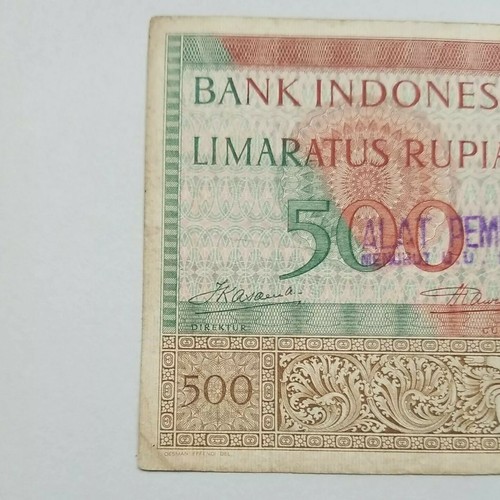 BANK INDONES
LIMARATUS RUPIA
500
ALAT PEM
DIREKTUR
500